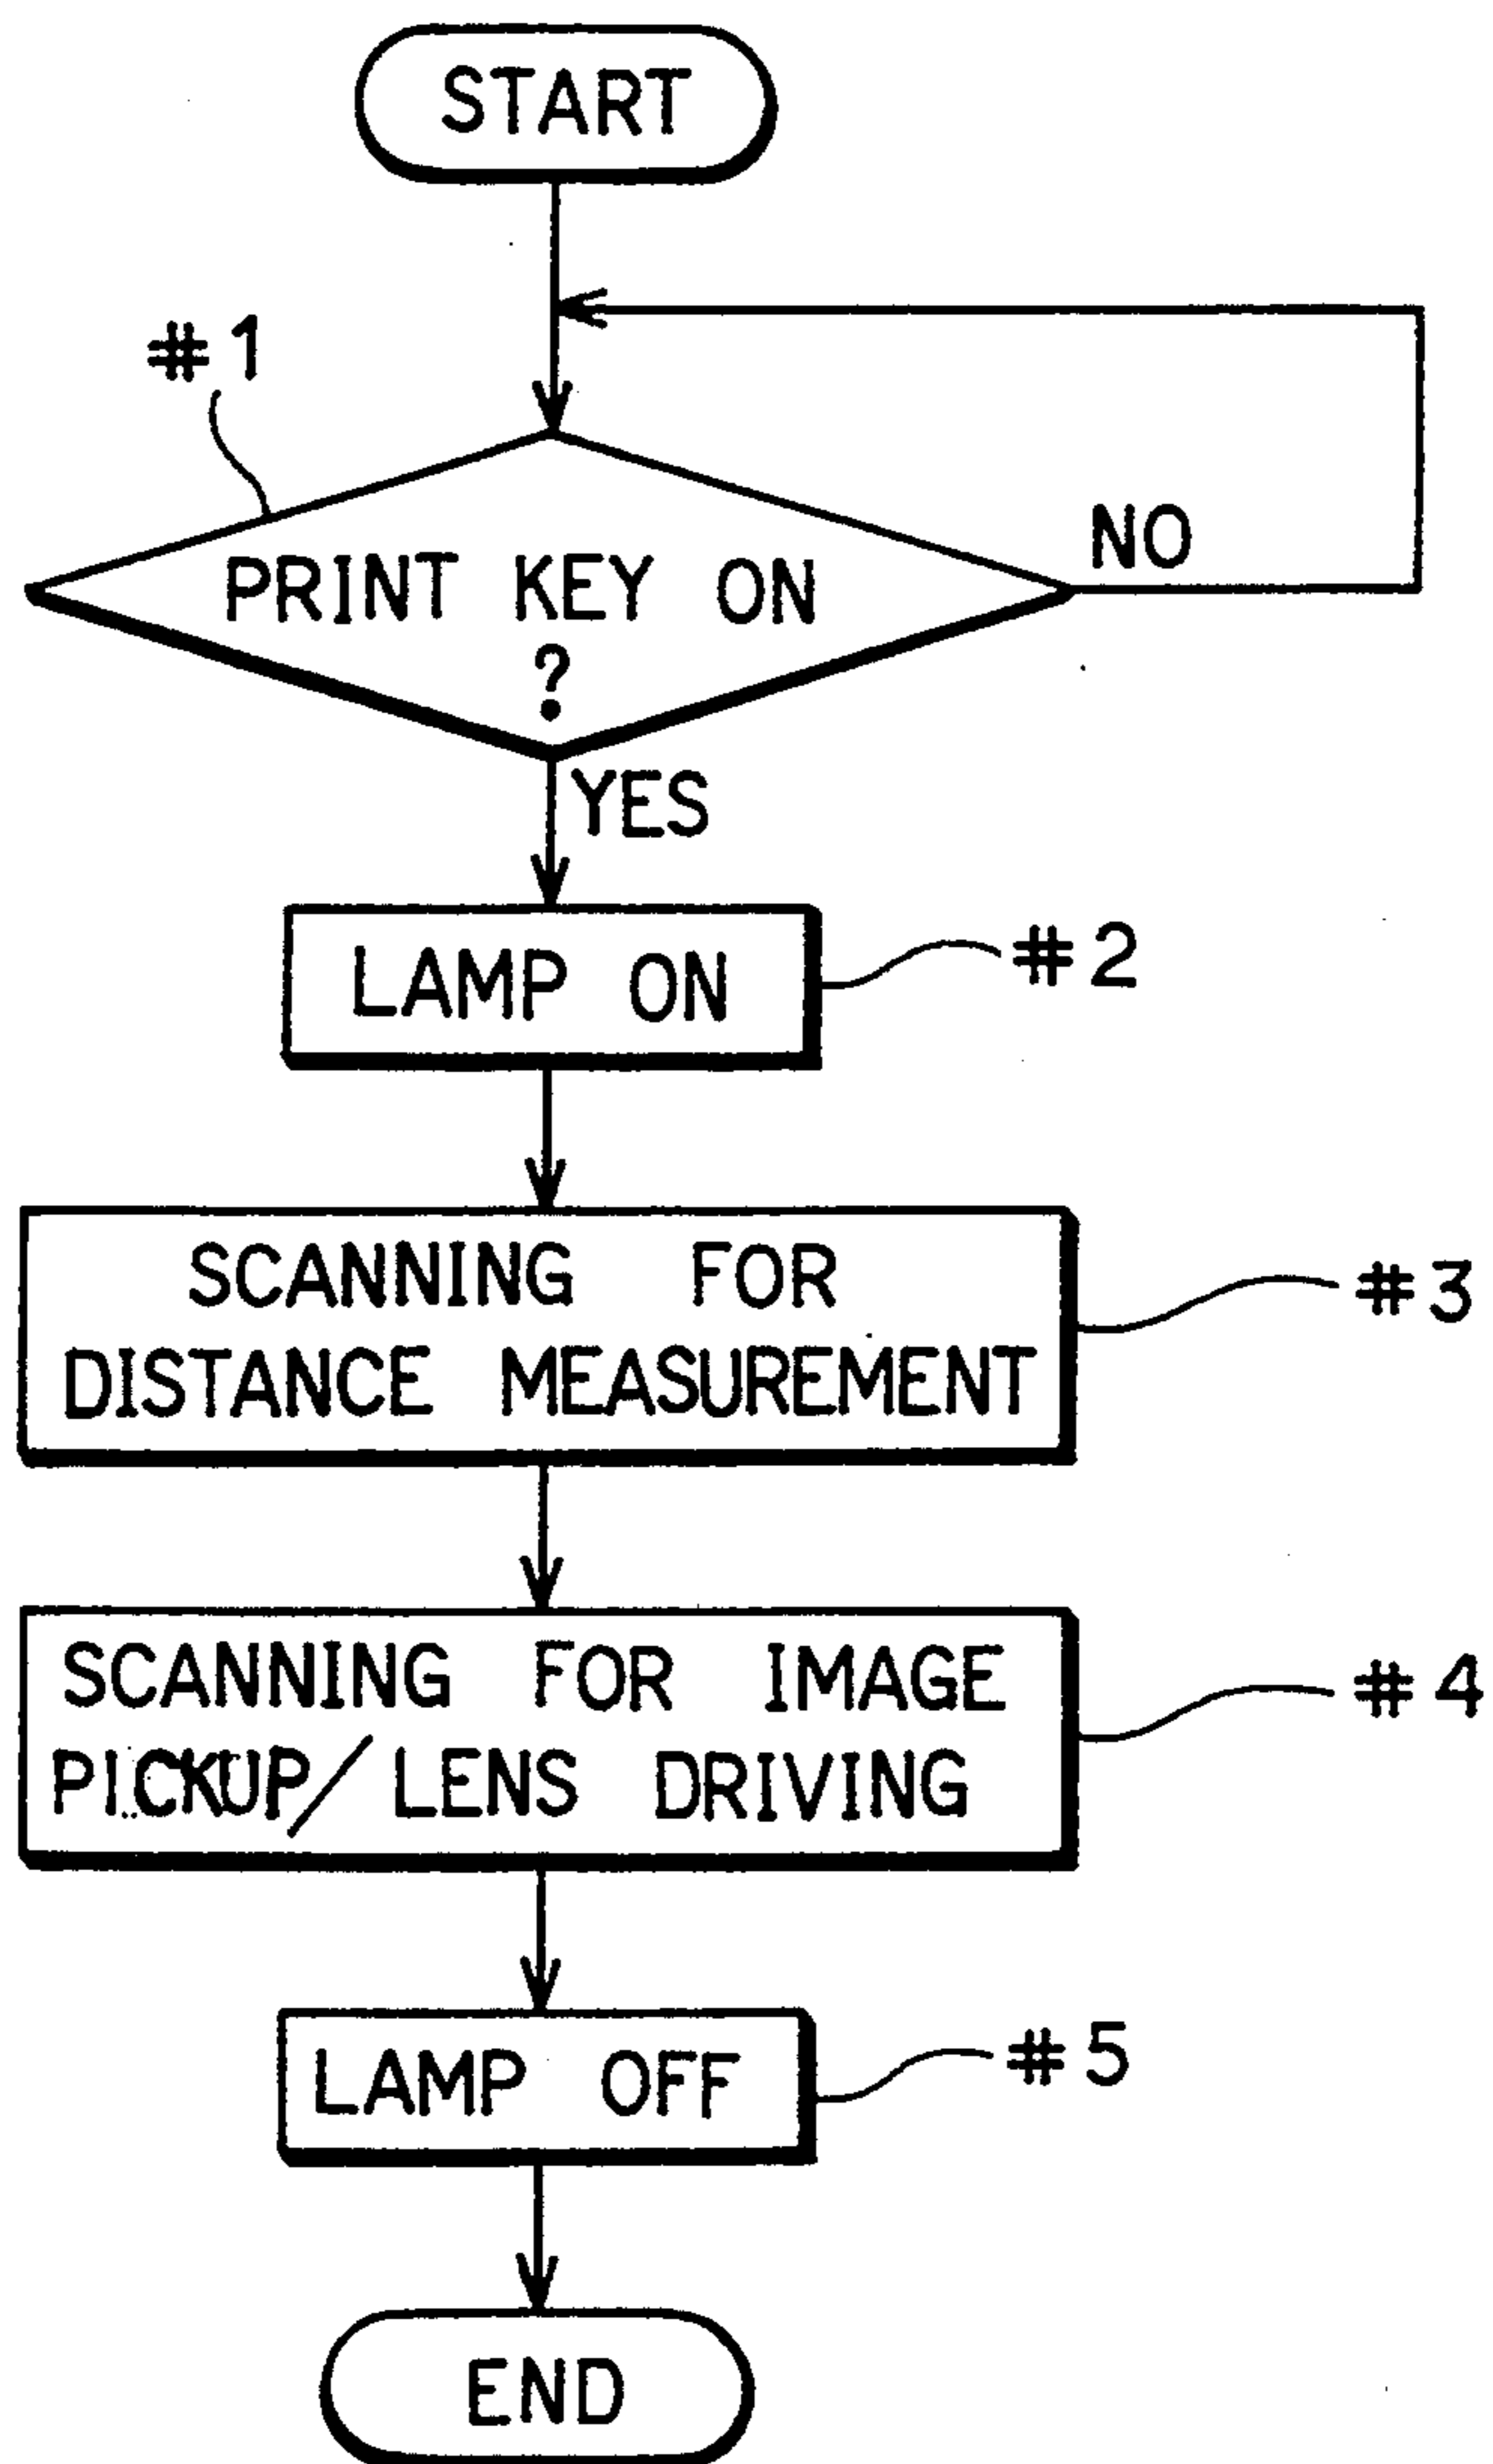 START
#1
NO
PRINT KEY ON
?
YES
LAMP ON
#2
SCANNING FOR
DISTANCE MEASUREMENT
#3
SCANNING FOR IMAGE
PICKUP/LENS DRIVING
#4
LAMP OFF
#5
END